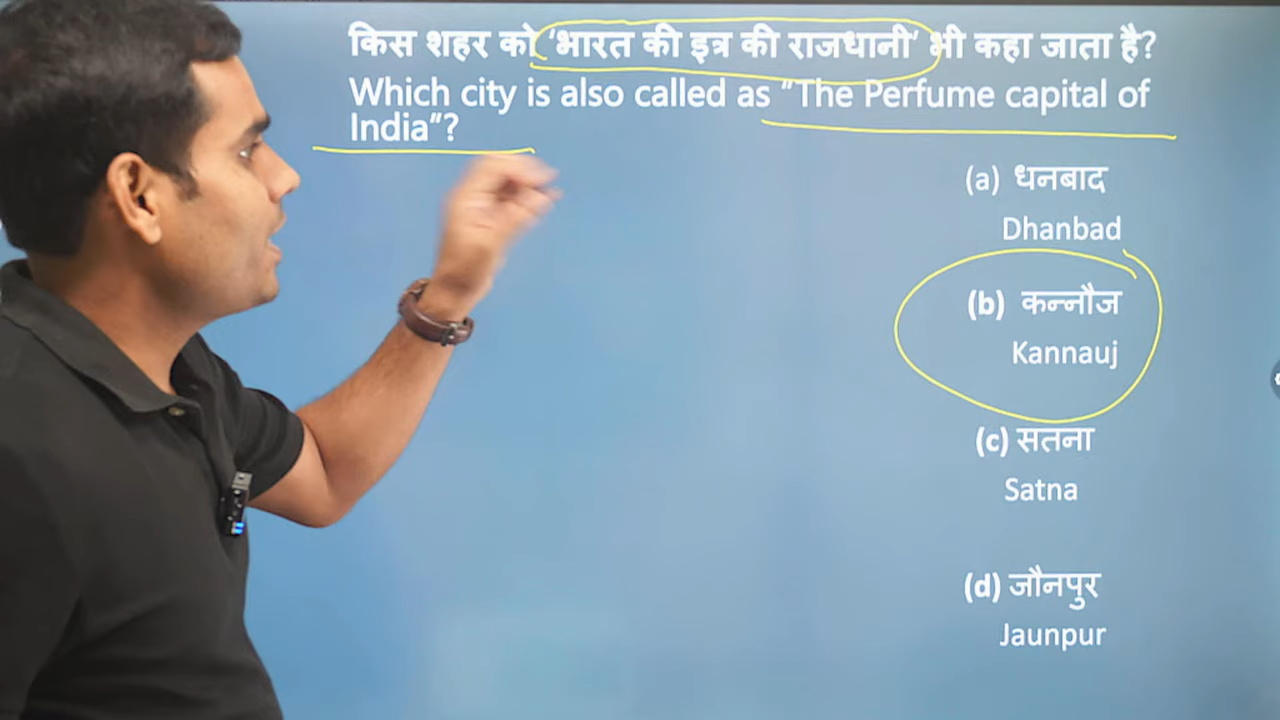 किस शहर को ‘भारत की इत्र की राजधानी’ भी कहा जाता है?
Which city is also called as “The Perfume capital of
India”?
(a) धनबाद
Dhanbad
(b) कन्नौज
Kannauj
(c) सतना
Satna
(d) जौनपुर
Jaunpur